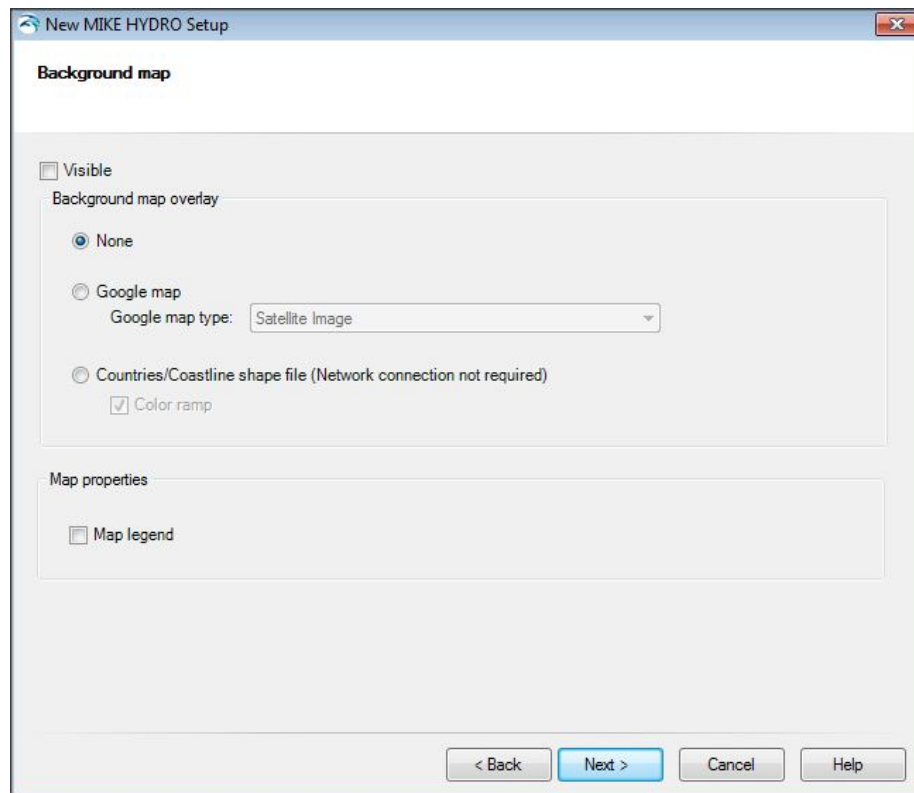 New MIKE HYDRO Setup
Background map
Visible
Background map overlay
None
Google map
Google map type: Satellite Image
Countries/Coastline shape file (Network connection not required)
Color ramp
Map properties
Map legend
< Back Next > Cancel Help